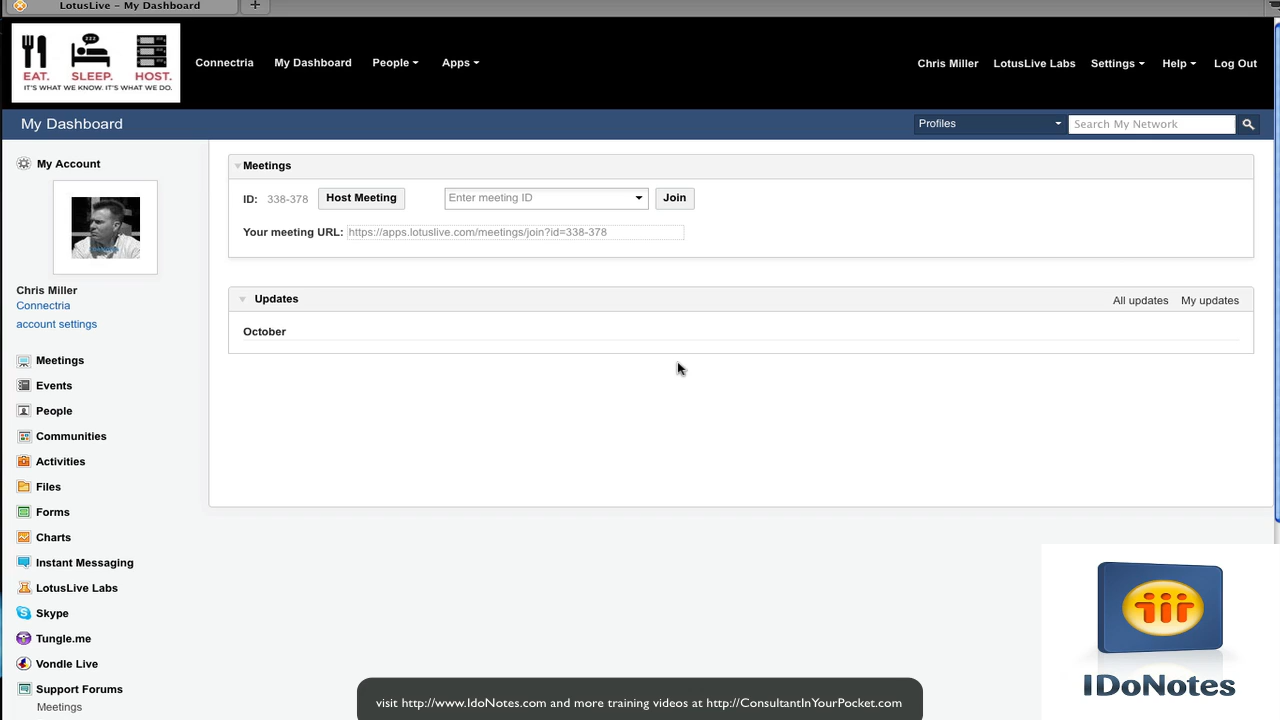 LotusLive – My Dashboard
+
EAT. SLEEP. HOST.
IT'S WHAT WE KNOW. IT'S WHAT WE DO.
Connectria My Dashboard People Apps
Chris Miller LotusLive Labs Settings Help Log Out
My Dashboard
Profiles Search My Network
My Account
Chris Miller
Connectria
account settings
Meetings
Events
People
Communities
Activities
Files
Forms
Charts
Instant Messaging
LotusLive Labs
Skype
Tungle.me
Vondle Live
Support Forums
Meetings
Meetings
ID: 338-378 Host Meeting Enter meeting ID Join
Your meeting URL: https://apps.lotuslive.com/meetings/join?id=338-378
Updates All updates My updates
October
IDoNotes
visit http://www.IdoNotes.com and more training videos at http://ConsultantInYourPocket.com